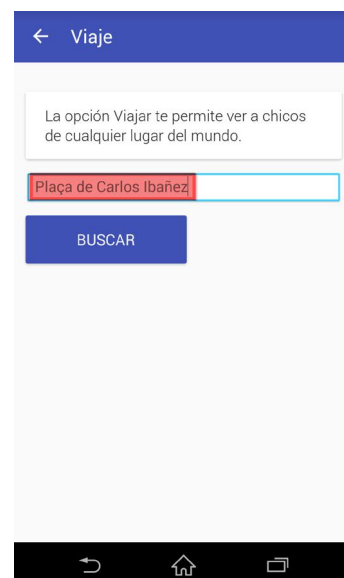 Viaje
La opción Viajar te permite ver a chicos
de cualquier lugar del mundo.
Plaça de Carlos Ibañez
BUSCAR